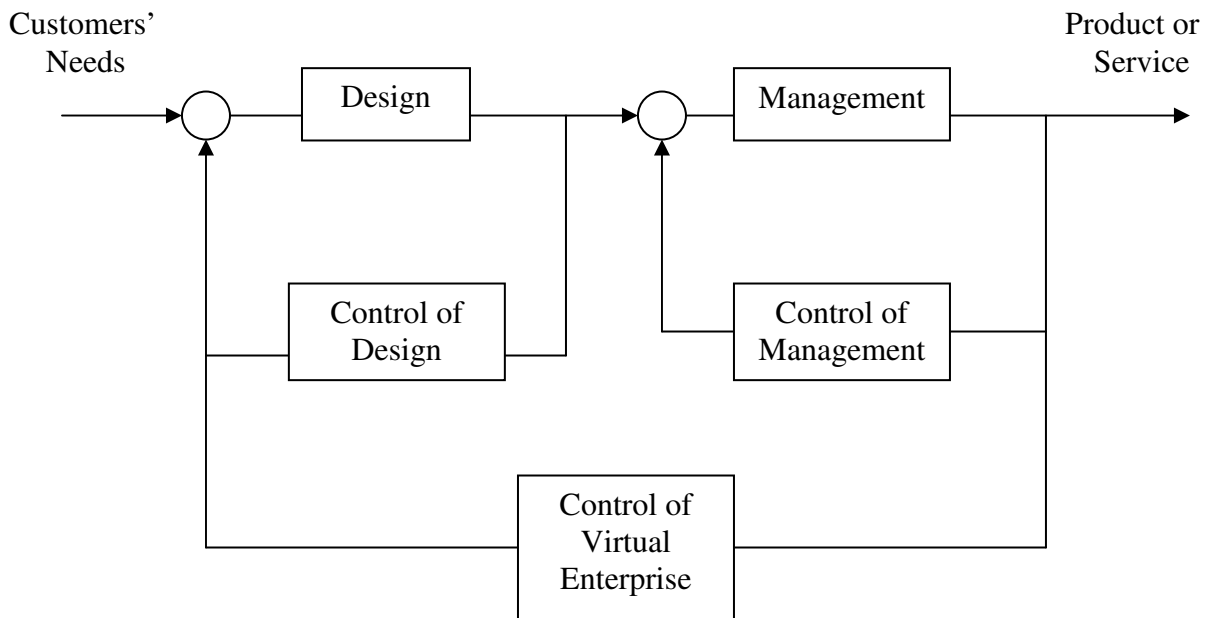 Customers’
Needs
Product or
Service
Design
Management
Control of
Design
Control of
Management
Control of
Virtual
Enterprise